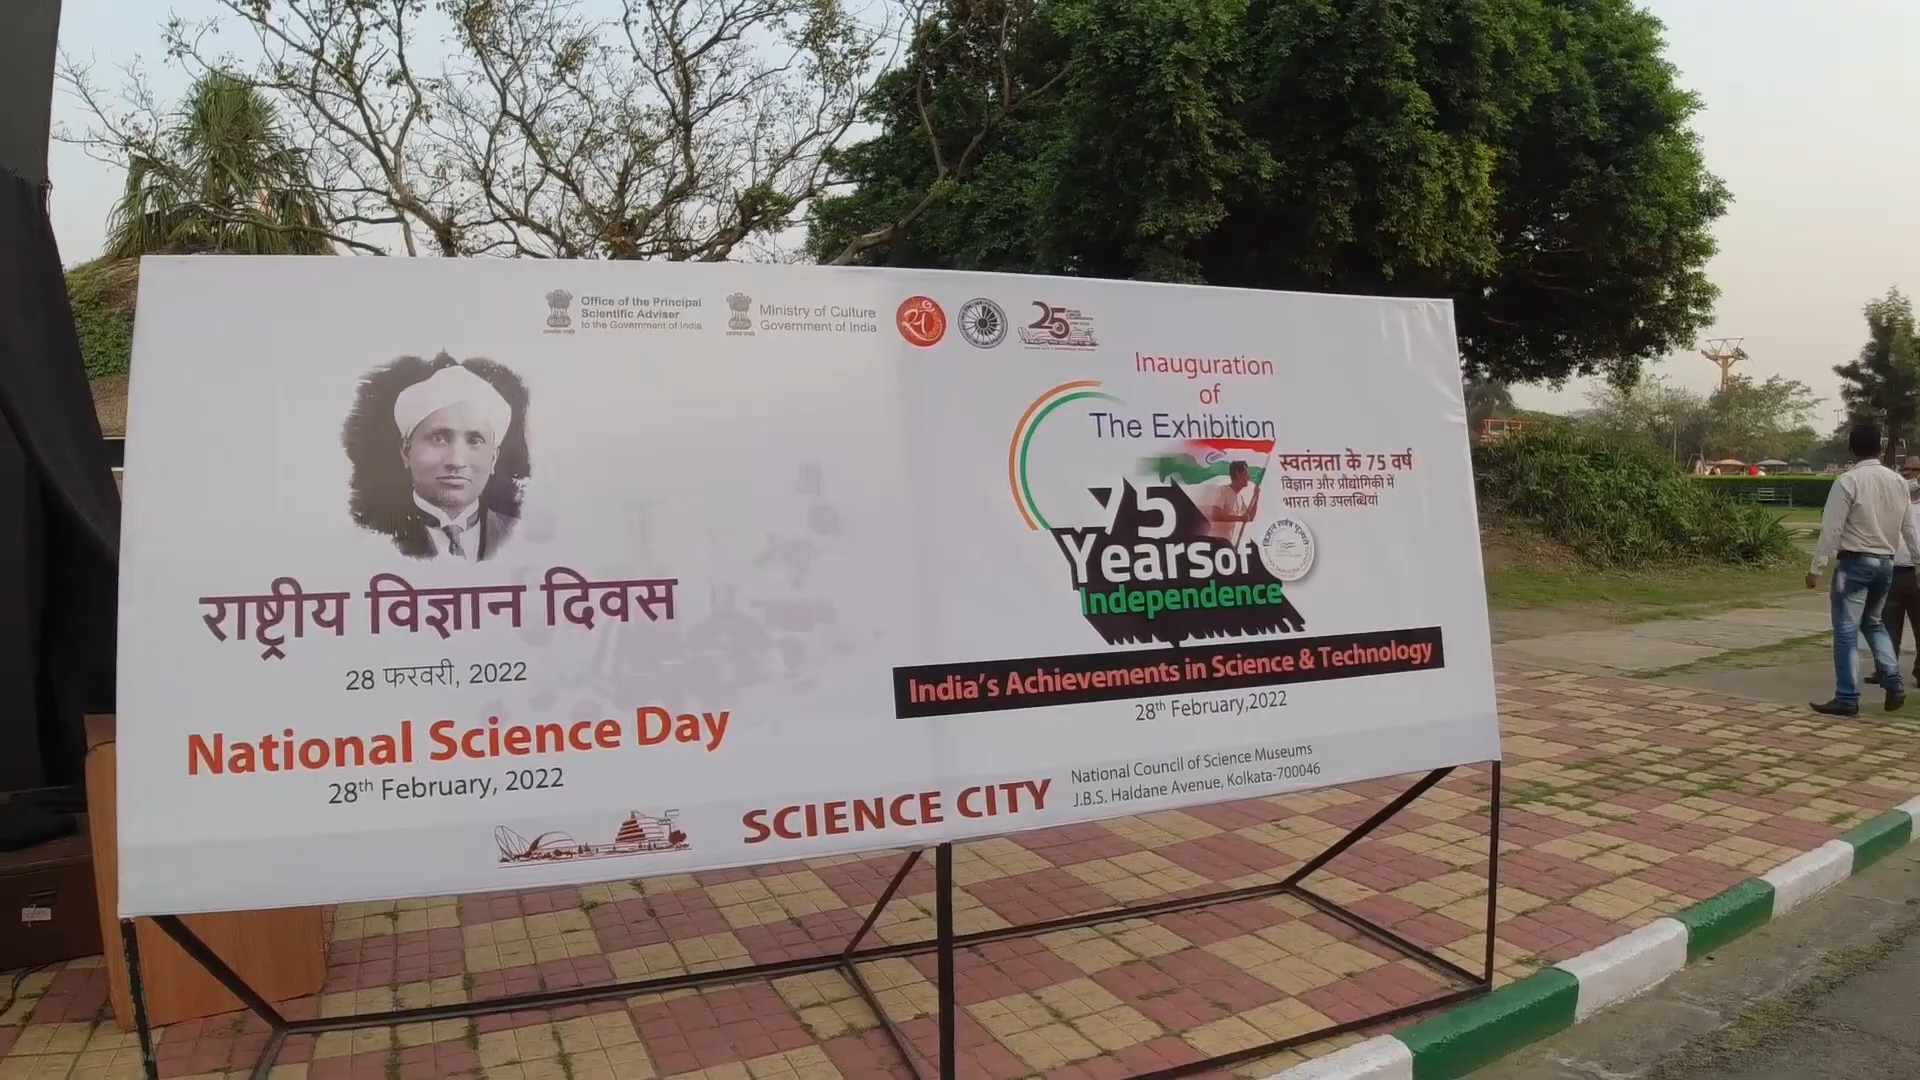 Office of the Principal
Scientific Adviser
to the Government of India
Ministry of Culture
Government of India
25
राष्ट्रीय विज्ञान दिवस
28 फरवरी, 2022
National Science Day
28th February, 2022
Inauguration
of
The Exhibition
स्वतंत्रता के 75 वर्ष
विज्ञान और प्रौद्योगिकी में
भारत की उपलब्धियां
75
Years of
Independence
India's Achievements in Science & Technology
28th February,2022
SCIENCE CITY
National Council of Science Museums
J.B.S. Haldane Avenue, Kolkata-700046